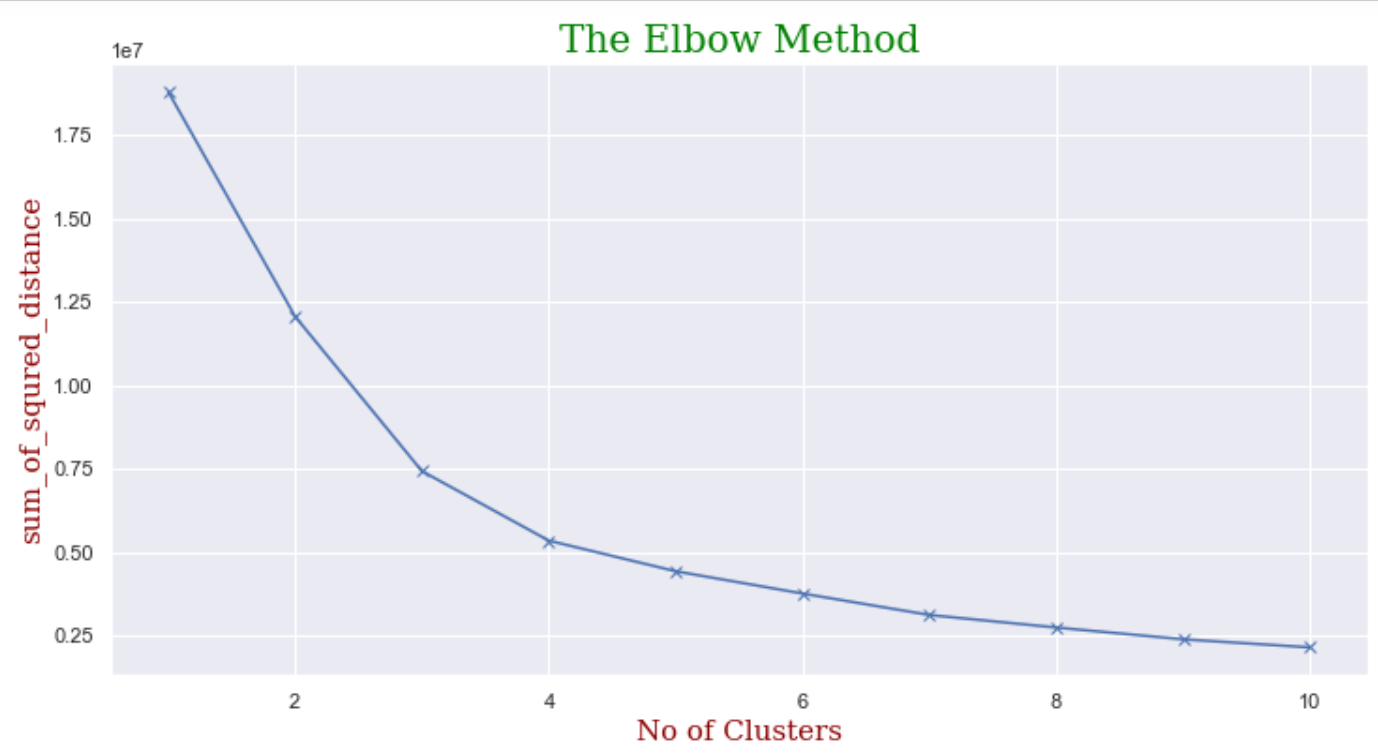 The Elbow Method
1e7
1.75
1.50
1.25
1.00
0.75
0.50
0.25
sum_of_squred_distance
2 4 6 8 10
No of Clusters